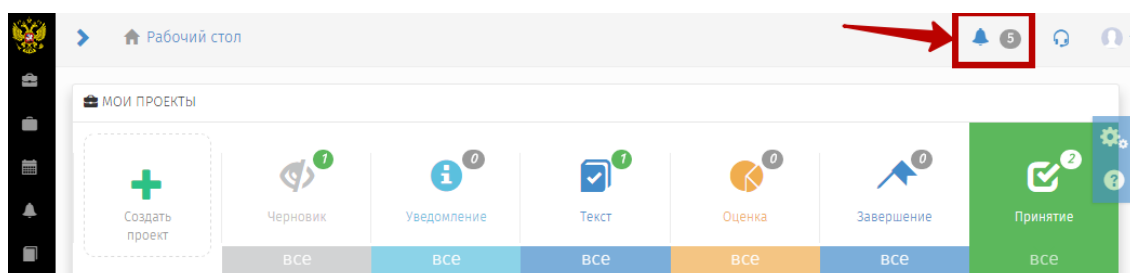 Рабочий стол
5
МОИ ПРОЕКТЫ
1
0
1
0
0
2
?
Создать
проект
Черновик
Уведомление
Текст
Оценка
Завершение
Принятие
все
все
все
все
все
все